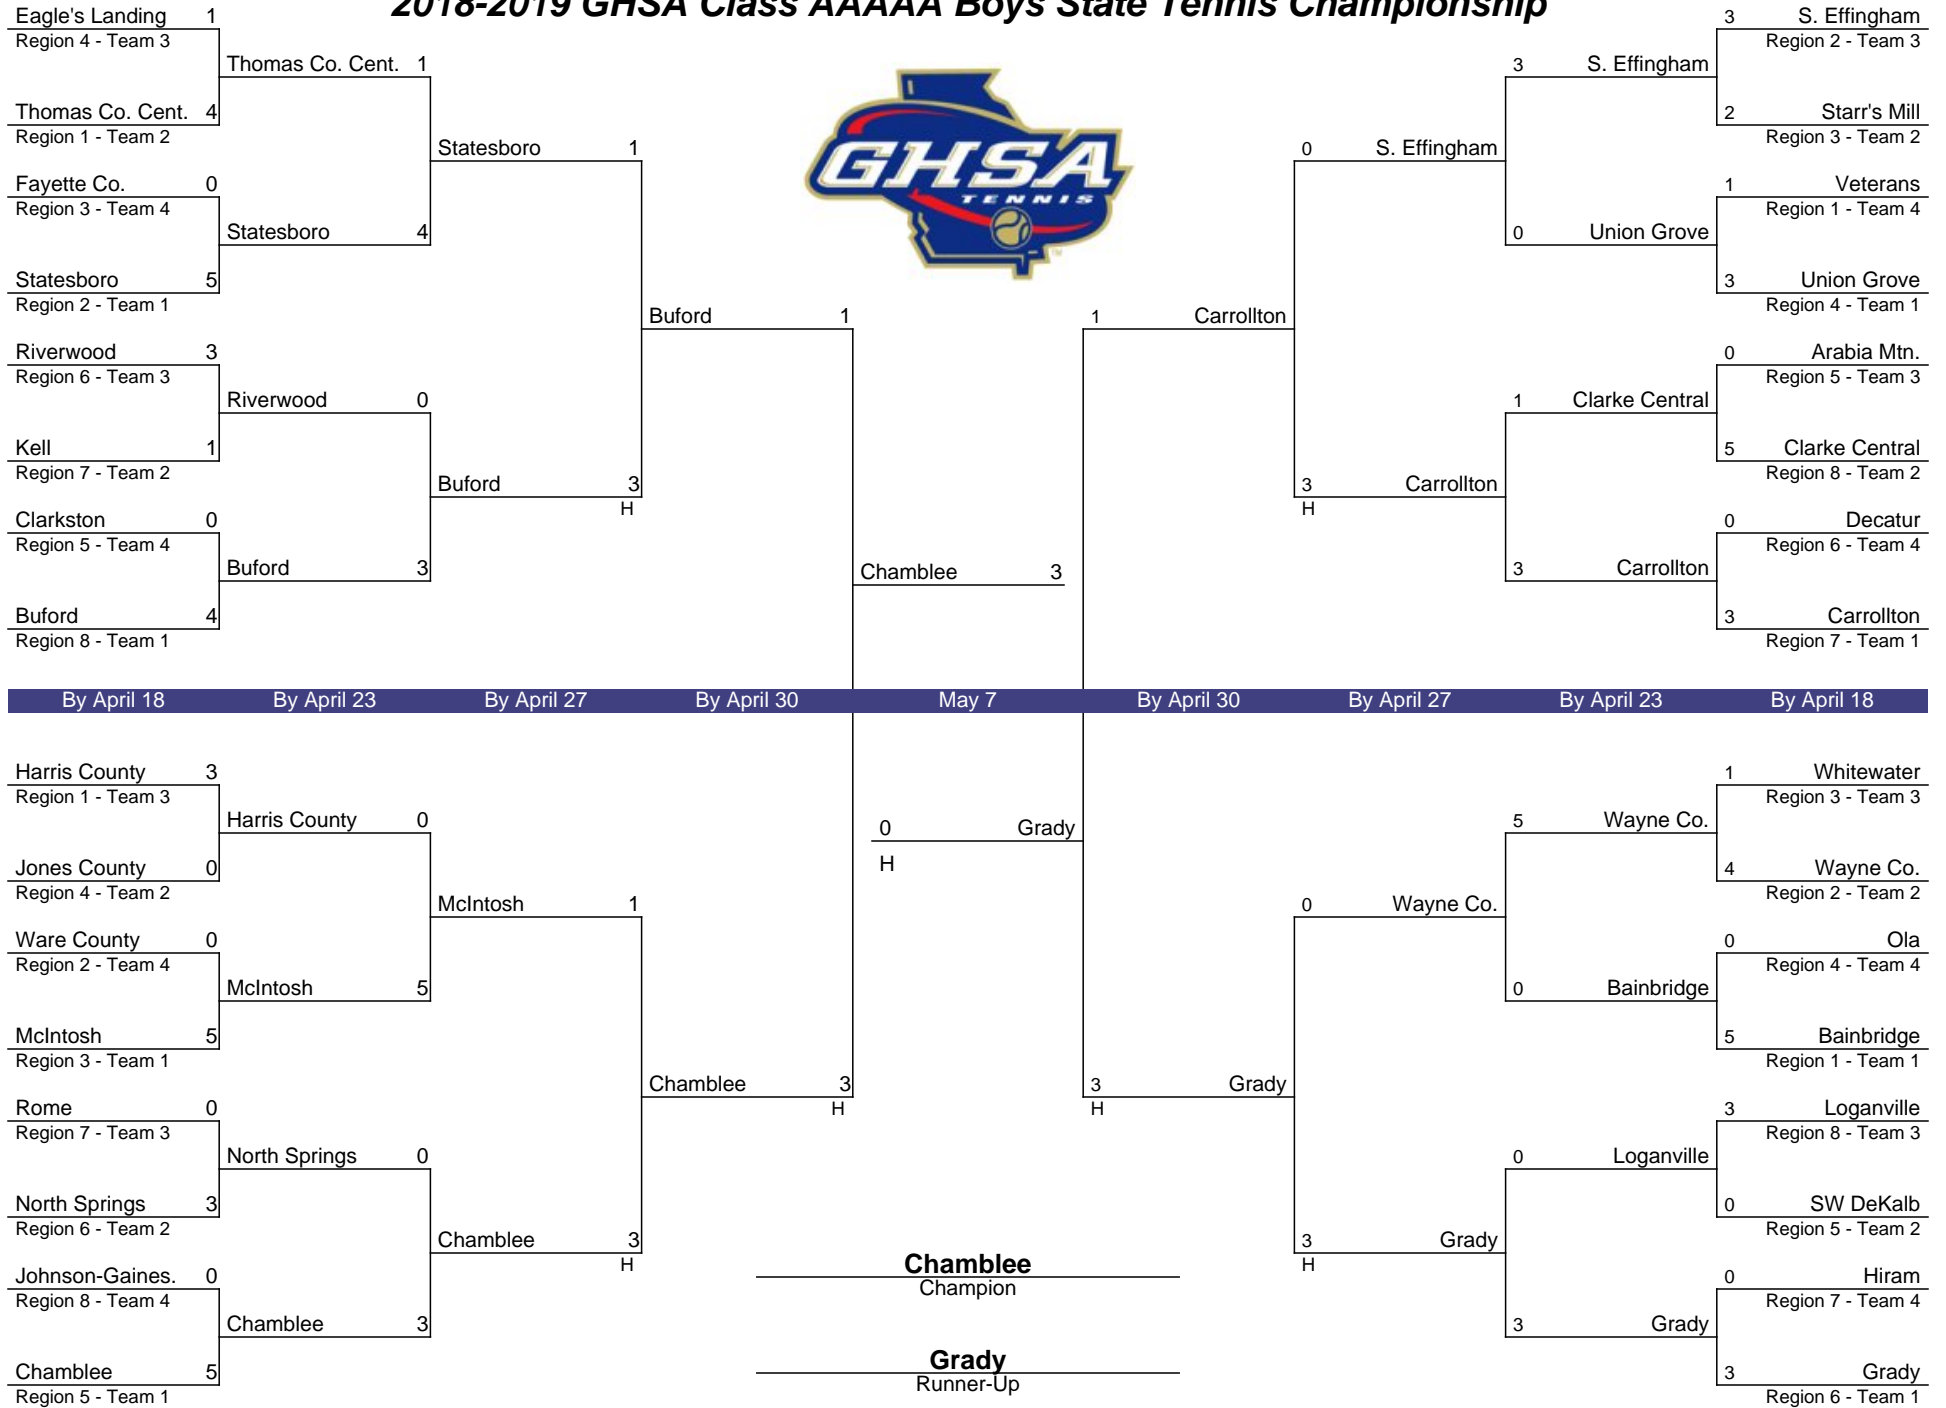 2018-2019 GHSA Class AAAAA Boys State Tennis Championship
GHSA
TENNIS
TM
Eagle's Landing 1
Region 4 - Team 3
Thomas Co. Cent. 4
Region 1 - Team 2
Fayette Co. 0
Region 3 - Team 4
Statesboro 5
Region 2 - Team 1
Riverwood 3
Region 6 - Team 3
Kell 1
Region 7 - Team 2
Clarkston 0
Region 5 - Team 4
Buford 4
Region 8 - Team 1
Thomas Co. Cent. 1
Statesboro 4
Riverwood 0
Buford 3
Statesboro 1
Buford 3
H
Buford 1
Chamble​e 3
1 Carrollton
0 S. Effingham
3 Carrollton
H
3 S. Effingham
0 Union Grove
1 Clarke Central
3 Carrollton
3 S. Effingham
Region 2 - Team 3
2 Starr's Mill
Region 3 - Team 2
1 Veterans
Region 1 - Team 4
3 Union Grove
Region 4 - Team 1
0 Arabia Mtn.
Region 5 - Team 3
5 Clarke Central
Region 8 - Team 2
0 Decatur
Region 6 - Team 4
3 Carrollton
Region 7 - Team 1
By April 18 By April 23 By April 27 By April 30 May 7 By April 30 By April 27 By April 23 By April 18
Harris County 3
Region 1 - Team 3
Jones County 0
Region 4 - Team 2
Ware County 0
Region 2 - Team 4
McIntosh 5
Region 3 - Team 1
Rome 0
Region 7 - Team 3
North Springs 3
Region 6 - Team 2
Johnson-Gaines. 0
Region 8 - Team 4
Chamblee 5
Region 5 - Team 1
Harris County 0
McIntosh 5
North Springs 0
Chamblee 3
McIntosh 1
Chamblee 3
H
Chamblee 3
H
0 Grady
H
3 Grady
H
0 Wayne Co.
3 Grady
H
5 Wayne Co.
0 Bainbridge
0 Loganville
3 Grady
1 Whitewater
Region 3 - Team 3
4 Wayne Co.
Region 2 - Team 2
0 Ola
Region 4 - Team 4
5 Bainbridge
Region 1 - Team 1
3 Loganville
Region 8 - Team 3
0 SW DeKalb
Region 5 - Team 2
0 Hiram
Region 7 - Team 4
3 Grady
Region 6 - Team 1
Chamblee
Champion
Grady
Runner-Up